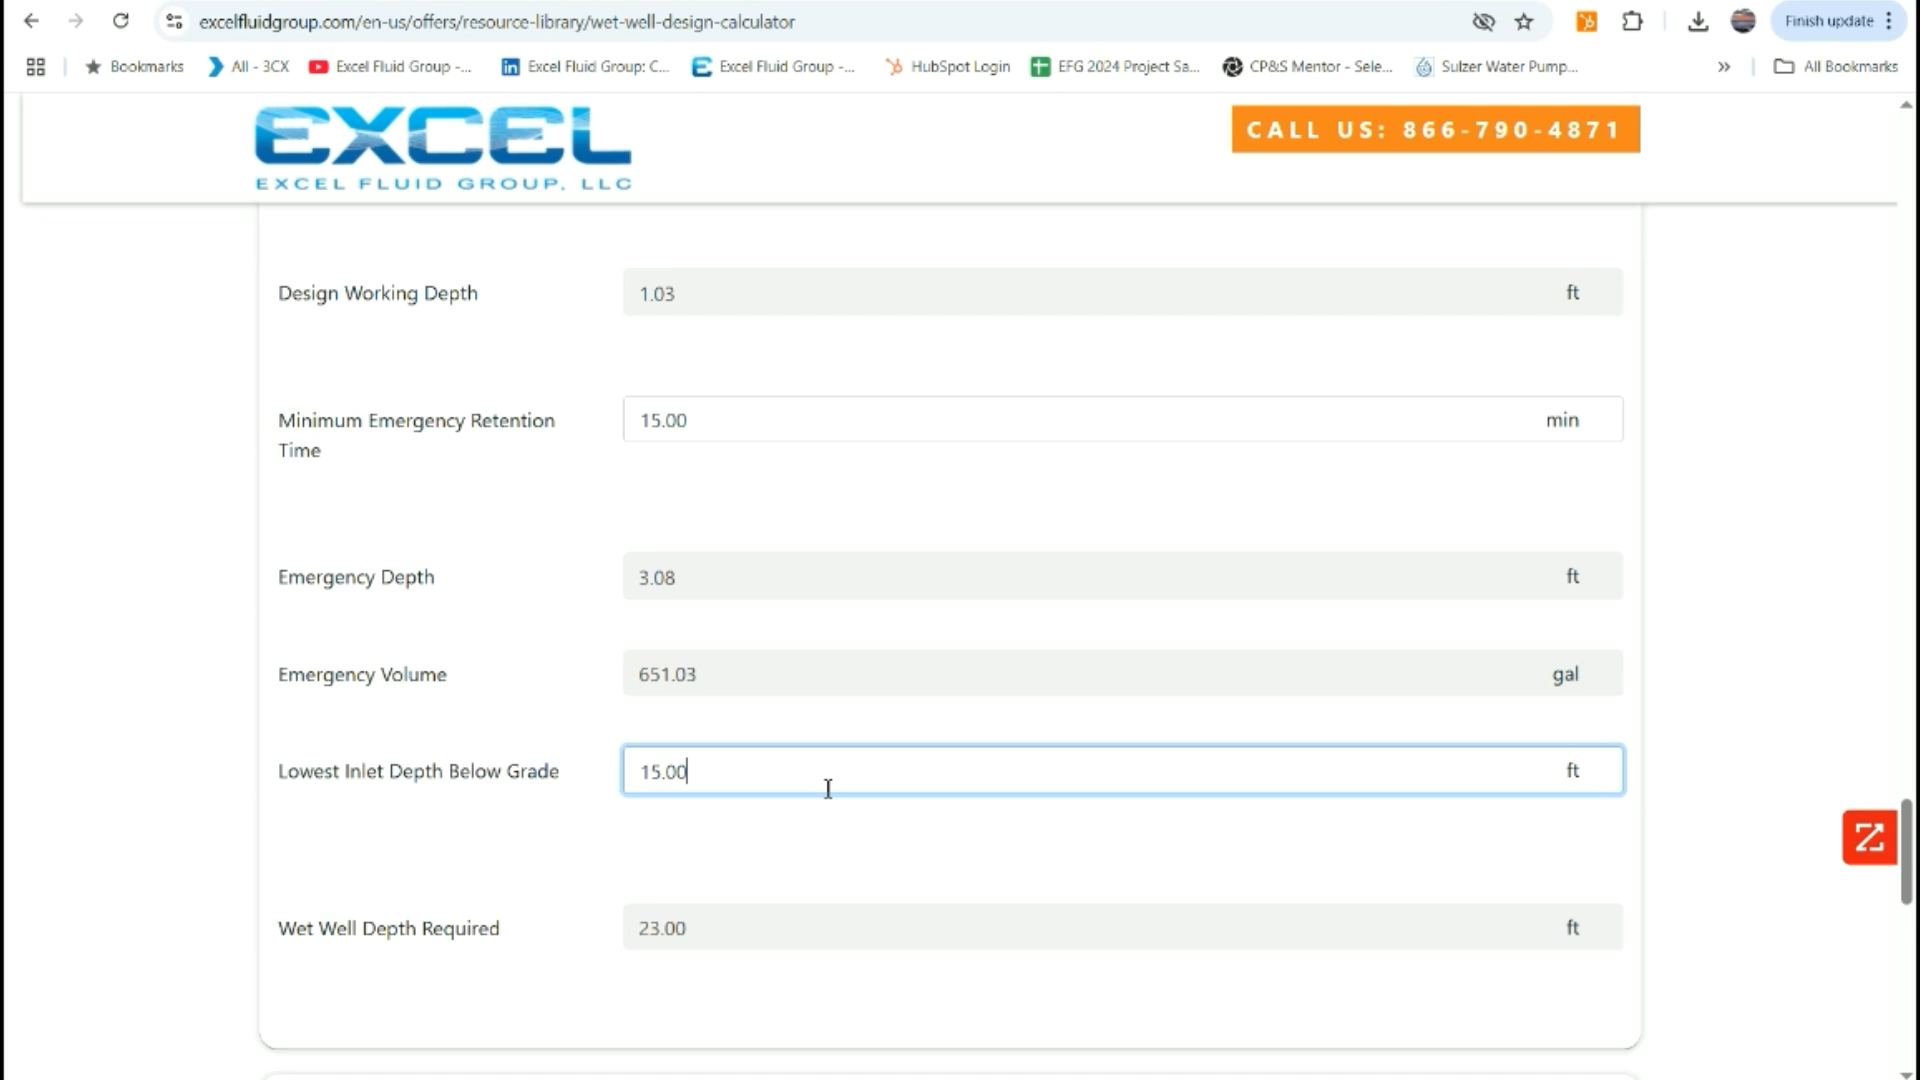 excelfluidgroup.com/en-us/offers/resource-library/wet-well-design-calculator
Finish update
Bookmarks
All - 3CX
Excel Fluid Group -...
Excel Fluid Group: C...
Excel Fluid Group -...
HubSpot Login
EFG 2024 Project Sa...
CP&S Mentor - Sele...
Sulzer Water Pump...
»
All Bookmarks
EXCEL
EXCEL FLUID GROUP, LLC
CALL US: 866-790-4871
Design Working Depth
1.03
ft
Minimum Emergency Retention
Time
15.00
min
Emergency Depth
3.08
ft
Emergency Volume
651.03
gal
Lowest Inlet Depth Below Grade
15.00
ft
Wet Well Depth Required
23.00
ft